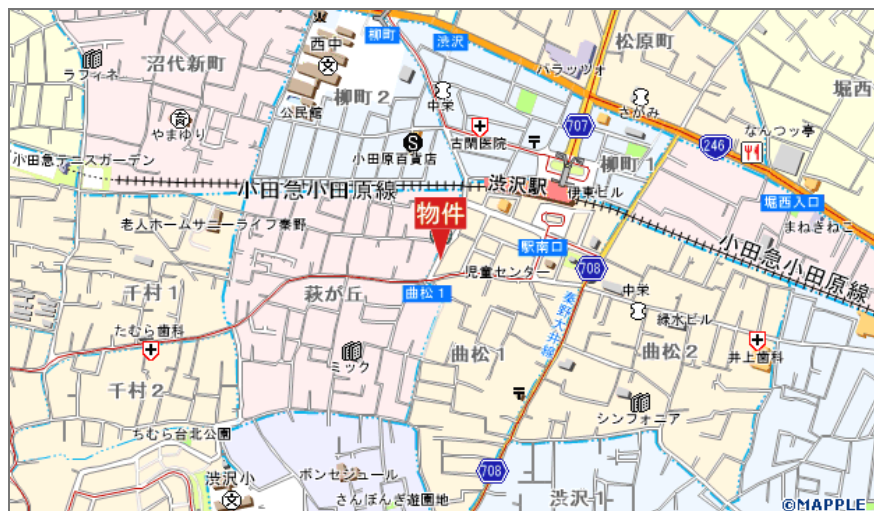 柳町
渋沢
松原町
沼代新町
ラフィネ
西中
柳町2
公民館
やまゆり
中栄
古閑医院
707
パラッツォ
さがみ
堀西
246
なんつッ亭
小田原百貨店
柳町1
小田急テニスガーデン
小田急小田原線
渋沢駅
伊東ビル
堀西入口
まねきねこ
物件
老人ホームサニーライフ秦野
駅南口
小田急小田原線
708
千村1
萩が丘
曲松1
児童センター
中栄
緑水ビル
秦野大井線
たむら歯科
ミック
曲松1
曲松2
井上歯科
千村2
シンフォニア
ちむら台北公園
渋沢小
ボンセジュール
さんぼんぎ遊園地
708
渋沢1
©MAPPLE